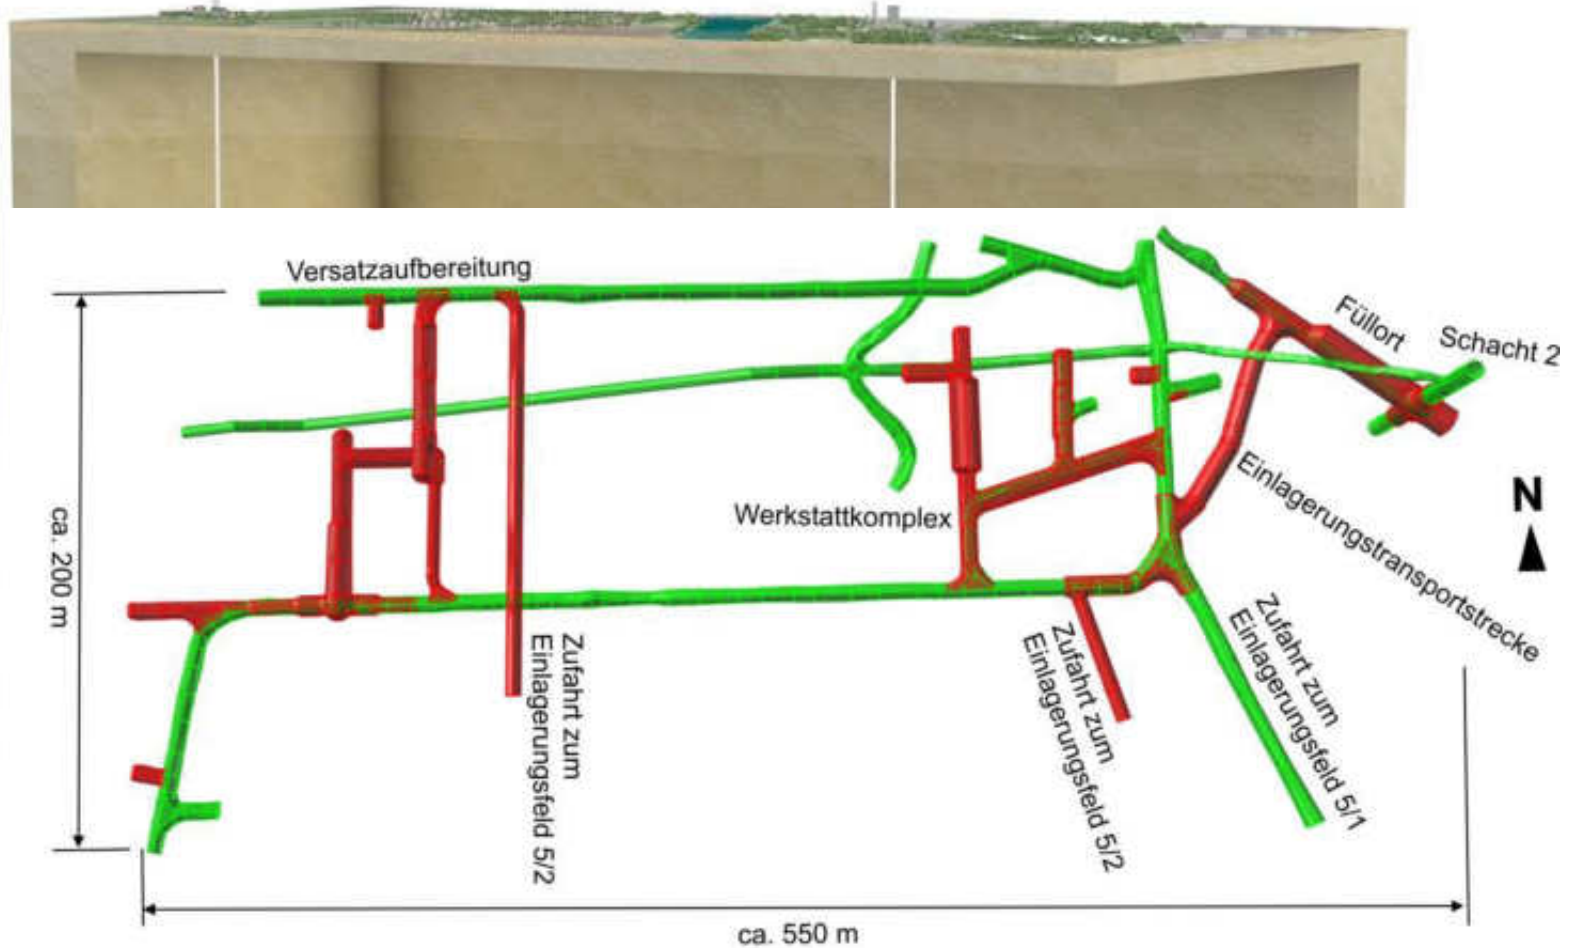 Versatzaufbereitung
Füllort
Schacht 2
N
Werkstattkomplex
Einlagerungstransportstrecke
ca. 200 m
Zufahrt zum
Einlagerungsfeld 5/2
Zufahrt zum
Einlagerungsfeld 5/2
Zufahrt zum
Einlagerungsfeld 5/1
ca. 550 m